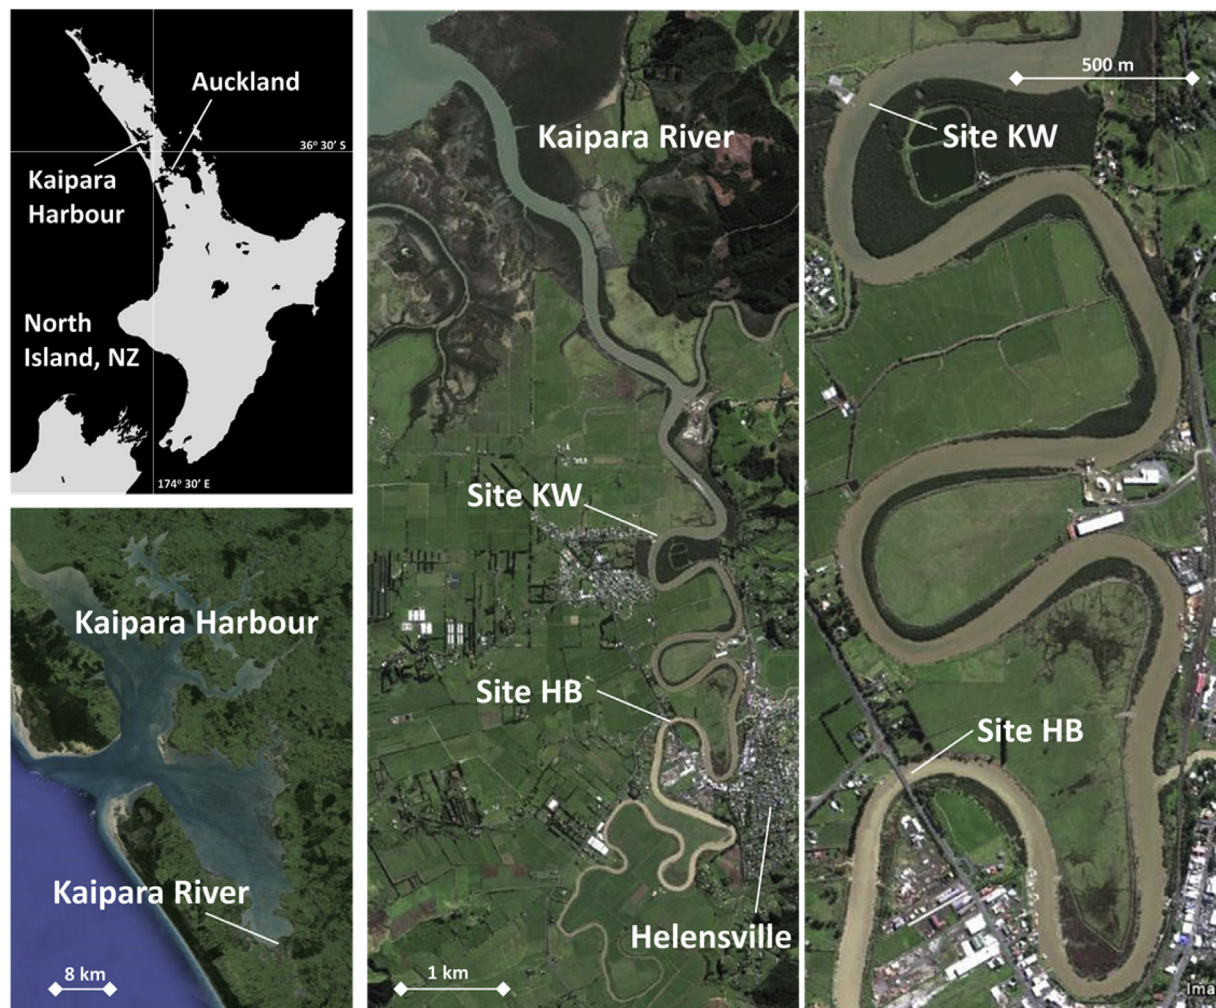 Auckland
36° 30' S
Kaipara
Harbour
North
Island, NZ
174° 30' E
Kaipara Harbour
Kaipara River
8 km
Kaipara River
Site KW
Site HB
Helensville
1 km
500 m
Site KW
Site HB
Ima